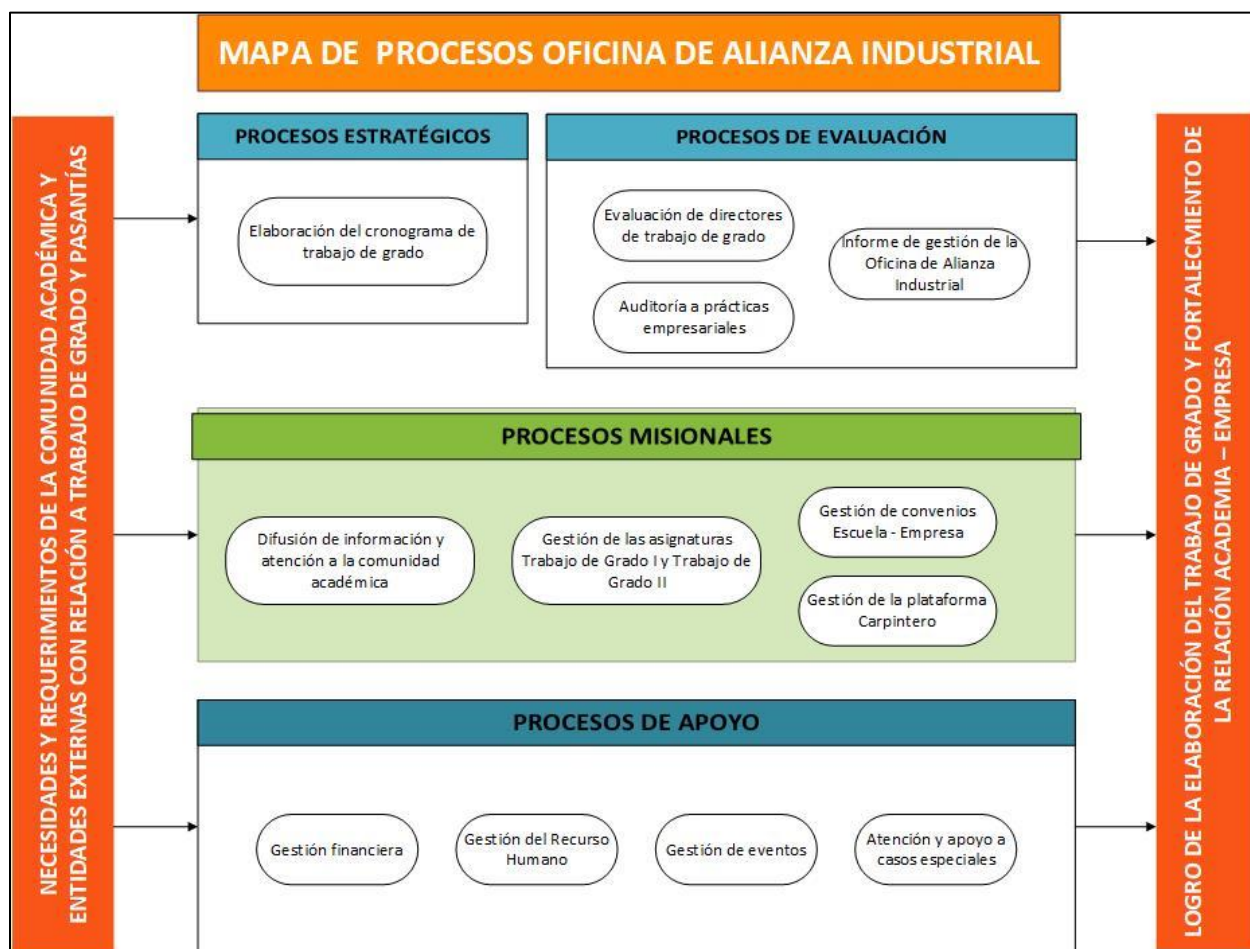 MAPA DE PROCESOS OFICINA DE ALIANZA INDUSTRIAL
NECESIDADES Y REQUERIMIENTOS DE LA COMUNIDAD ACADÉMICA Y
ENTIDADES EXTERNAS CON RELACIÓN A TRABAJO DE GRADO Y PASANTÍAS
PROCESOS ESTRATÉGICOS
Elaboración del cronograma de
trabajo de grado
PROCESOS DE EVALUACIÓN
Evaluación de directores
de trabajo de grado
Auditoría a prácticas
empresariales
Informe de gestión de la
Oficina de Alianza
Industrial
PROCESOS MISIONALES
Difusión de información y
atención a la comunidad
académica
Gestión de las asignaturas
Trabajo de Grado I y Trabajo de
Grado II
Gestión de convenios
Escuela - Empresa
Gestión de la plataforma
Carpintero
PROCESOS DE APOYO
Gestión financiera
Gestión del Recurso
Humano
Gestión de eventos
Atención y apoyo a
casos especiales
LOGRO DE LA ELABORACIÓN DEL TRABAJO DE GRADO Y FORTALECMIENTO DE
LA RELACIÓN ACADEMIA – EMPRESA